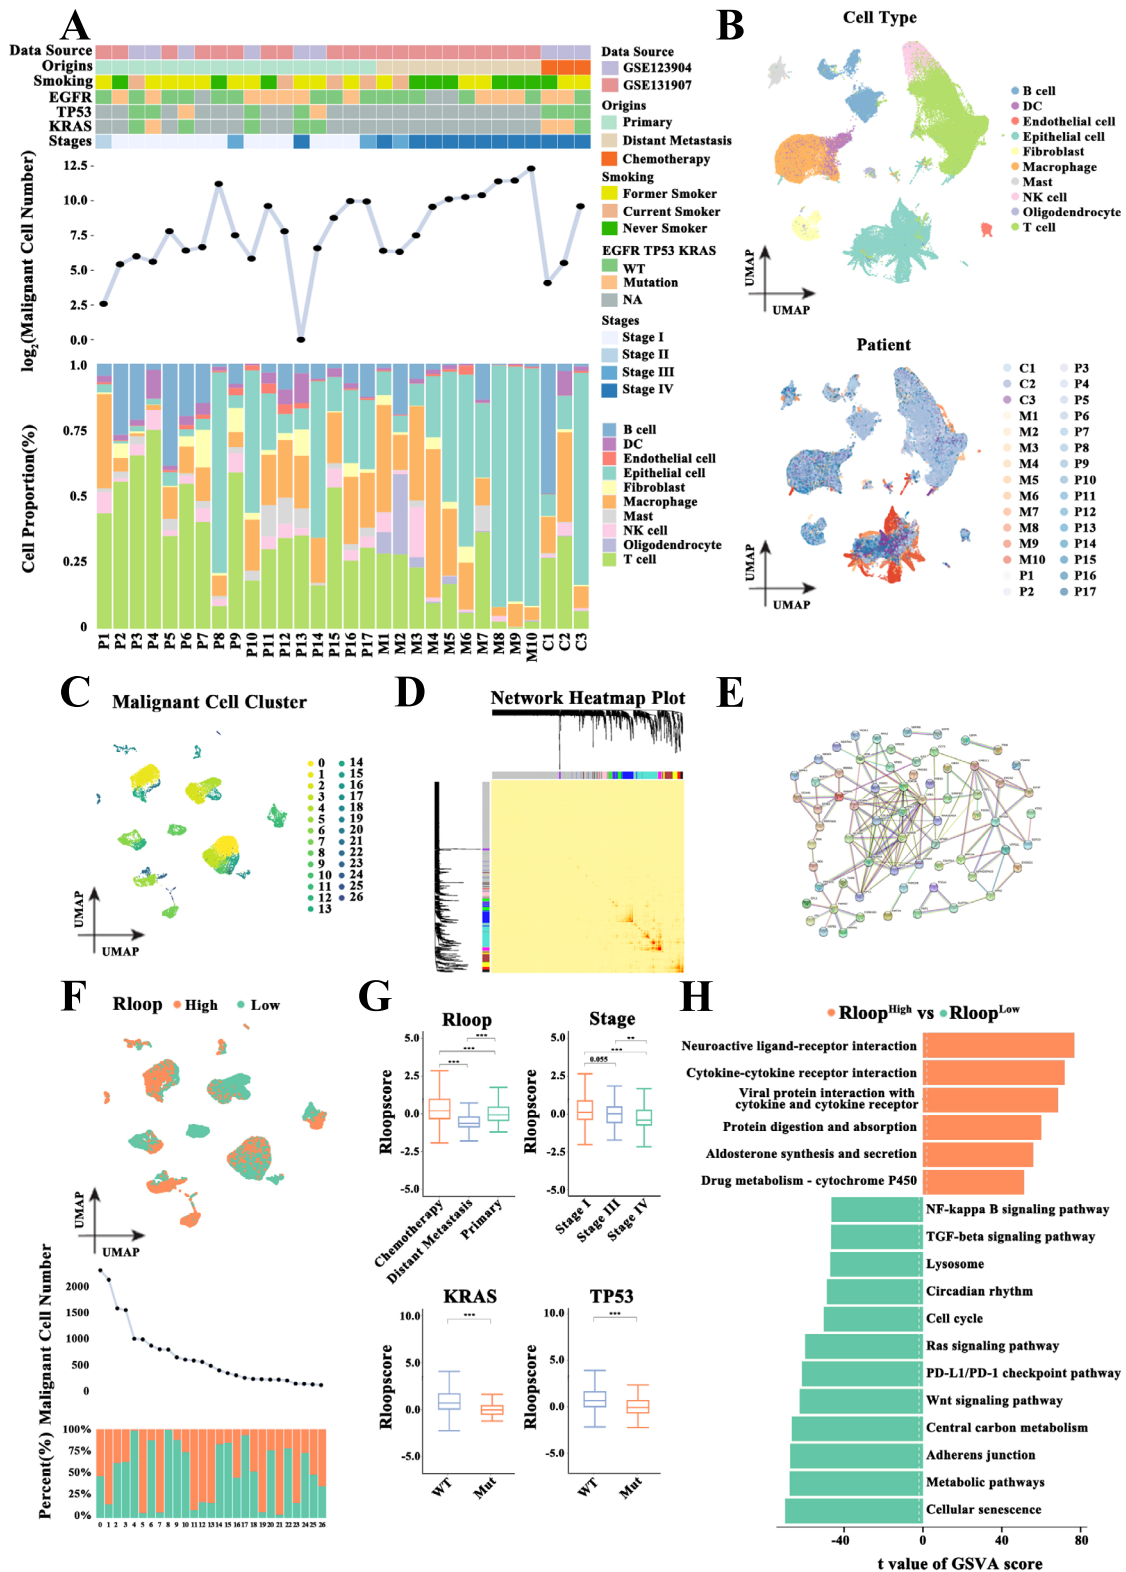 A
Data Source
Origins
Smoking
EGFR
TP53
KRAS
Stages
log2(Malignant Cell Number)
12.5
10.0
7.5
5.0
2.5
0.0
Cell Proportion(%)
1.0
0.75
0.5
0.25
0
P1 P2 P3 P4 P5 P6 P7 P8 P9 P10 P11 P12 P13 P14 P15 P16 P17 M1 M2 M3 M4 M5 M6 M7 M8 M9 M10 C1 C2 C3
Data Source
GSE123904
GSE131907
Origins
Primary
Distant Metastasis
Chemotherapy
Smoking
Former Smoker
Current Smoker
Never Smoker
EGFR TP53 KRAS
WT
Mutation
NA
Stages
Stage I
Stage II
Stage III
Stage IV
B cell
DC
Endothelial cell
Epithelial cell
Fibroblast
Macrophage
Mast
NK cell
Oligodendrocyte
T cell
B
Cell Type
UMAP
UMAP
B cell
DC
Endothelial cell
Epithelial cell
Fibroblast
Macrophage
Mast
NK cell
Oligodendrocyte
T cell
Patient
UMAP
UMAP
C1 P3
C2 P4
C3 P5
M1 P6
M2 P7
M3 P8
M4 P9
M5 P10
M6 P11
M7 P12
M8 P13
M9 P14
M10 P15
P1 P16
P2 P17
C
Malignant Cell Cluster
UMAP
UMAP
0 14
1 15
2 16
3 17
4 18
5 19
6 20
7 21
8 22
9 23
10 24
11 25
12 26
13
D
Network Heatmap Plot
E
F
Rloop High Low
UMAP
UMAP
Malignant Cell Number
2000
1500
1000
500
0
Percent(%)
100%
75%
50%
25%
0%
0 1 2 3 4 5 6 7 8 9 10 11 12 13 14 15 16 17 18 19 20 21 22 23 24 25 26
G
Rloop
Rloopscore
5.0
2.5
0.0
-2.5
-5.0
***
***
***
Chemotherapy
Distant Metastasis
Primary
Stage
Rloopscore
5.0
2.5
0.0
-2.5
-5.0
**
***
0.055
Stage I
Stage III
Stage IV
KRAS
Rloopscore
10.0
5.0
0.0
-5.0
***
WT
Mut
TP53
Rloopscore
10.0
5.0
0.0
-5.0
***
WT
Mut
H
RloopHigh vs RloopLow
Neuroactive ligand-receptor interaction
Cytokine-cytokine receptor interaction
Viral protein interaction with
cytokine and cytokine receptor
Protein digestion and absorption
Aldosterone synthesis and secretion
Drug metabolism - cytochrome P450
NF-kappa B signaling pathway
TGF-beta signaling pathway
Lysosome
Circadian rhythm
Cell cycle
Ras signaling pathway
PD-L1/PD-1 checkpoint pathway
Wnt signaling pathway
Central carbon metabolism
Adherens junction
Metabolic pathways
Cellular senescence
-40 0 40 80
t value of GSVA score